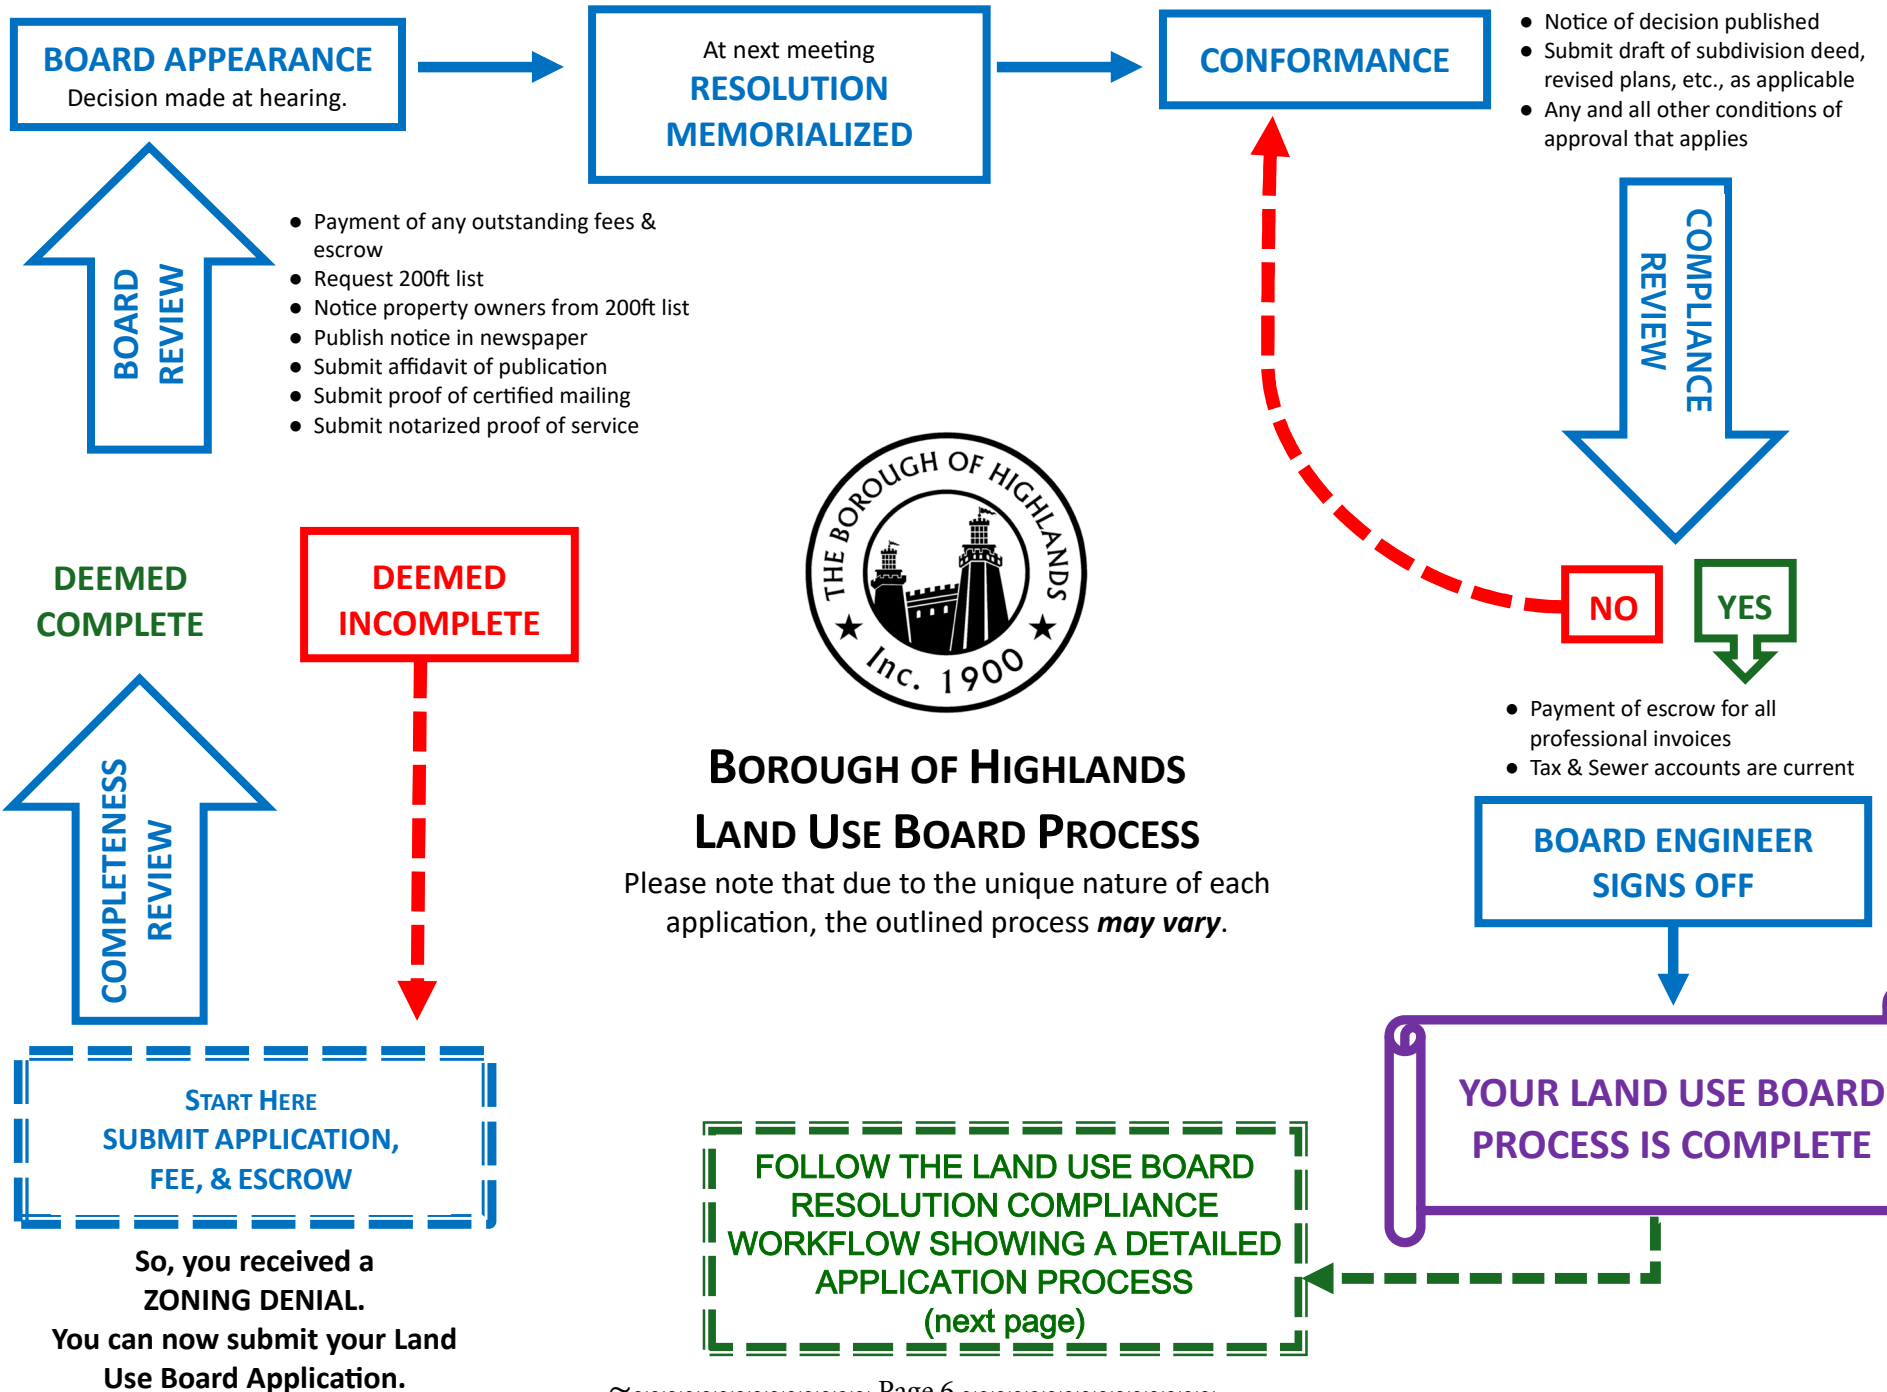 BOARD APPEARANCE
Decision made at hearing.
At next meeting
RESOLUTION
MEMORIALIZED
CONFORMANCE
● Notice of decision published
● Submit draft of subdivision deed,
revised plans, etc., as applicable
● Any and all other conditions of
approval that applies
BOARD
REVIEW
● Payment of any outstanding fees &
escrow
● Request 200ft list
● Notice property owners from 200ft list
● Publish notice in newspaper
● Submit affidavit of publication
● Submit proof of certified mailing
● Submit notarized proof of service
COMPLIANCE
REVIEW
DEEMED
COMPLETE
DEEMED
INCOMPLETE
THE BOROUGH OF HIGHLANDS
Inc. 1900
NO
YES
● Payment of escrow for all
professional invoices
● Tax & Sewer accounts are current
COMPLETENESS
REVIEW
BOROUGH OF HIGHLANDS
LAND USE BOARD PROCESS
Please note that due to the unique nature of each
application, the outlined process may vary.
BOARD ENGINEER
SIGNS OFF
START HERE
SUBMIT APPLICATION,
FEE, & ESCROW
So, you received a
ZONING DENIAL.
You can now submit your Land
Use Board Application.
FOLLOW THE LAND USE BOARD
RESOLUTION COMPLIANCE
WORKFLOW SHOWING A DETAILED
APPLICATION PROCESS
(next page)
YOUR LAND USE BOARD
PROCESS IS COMPLETE
Page 6